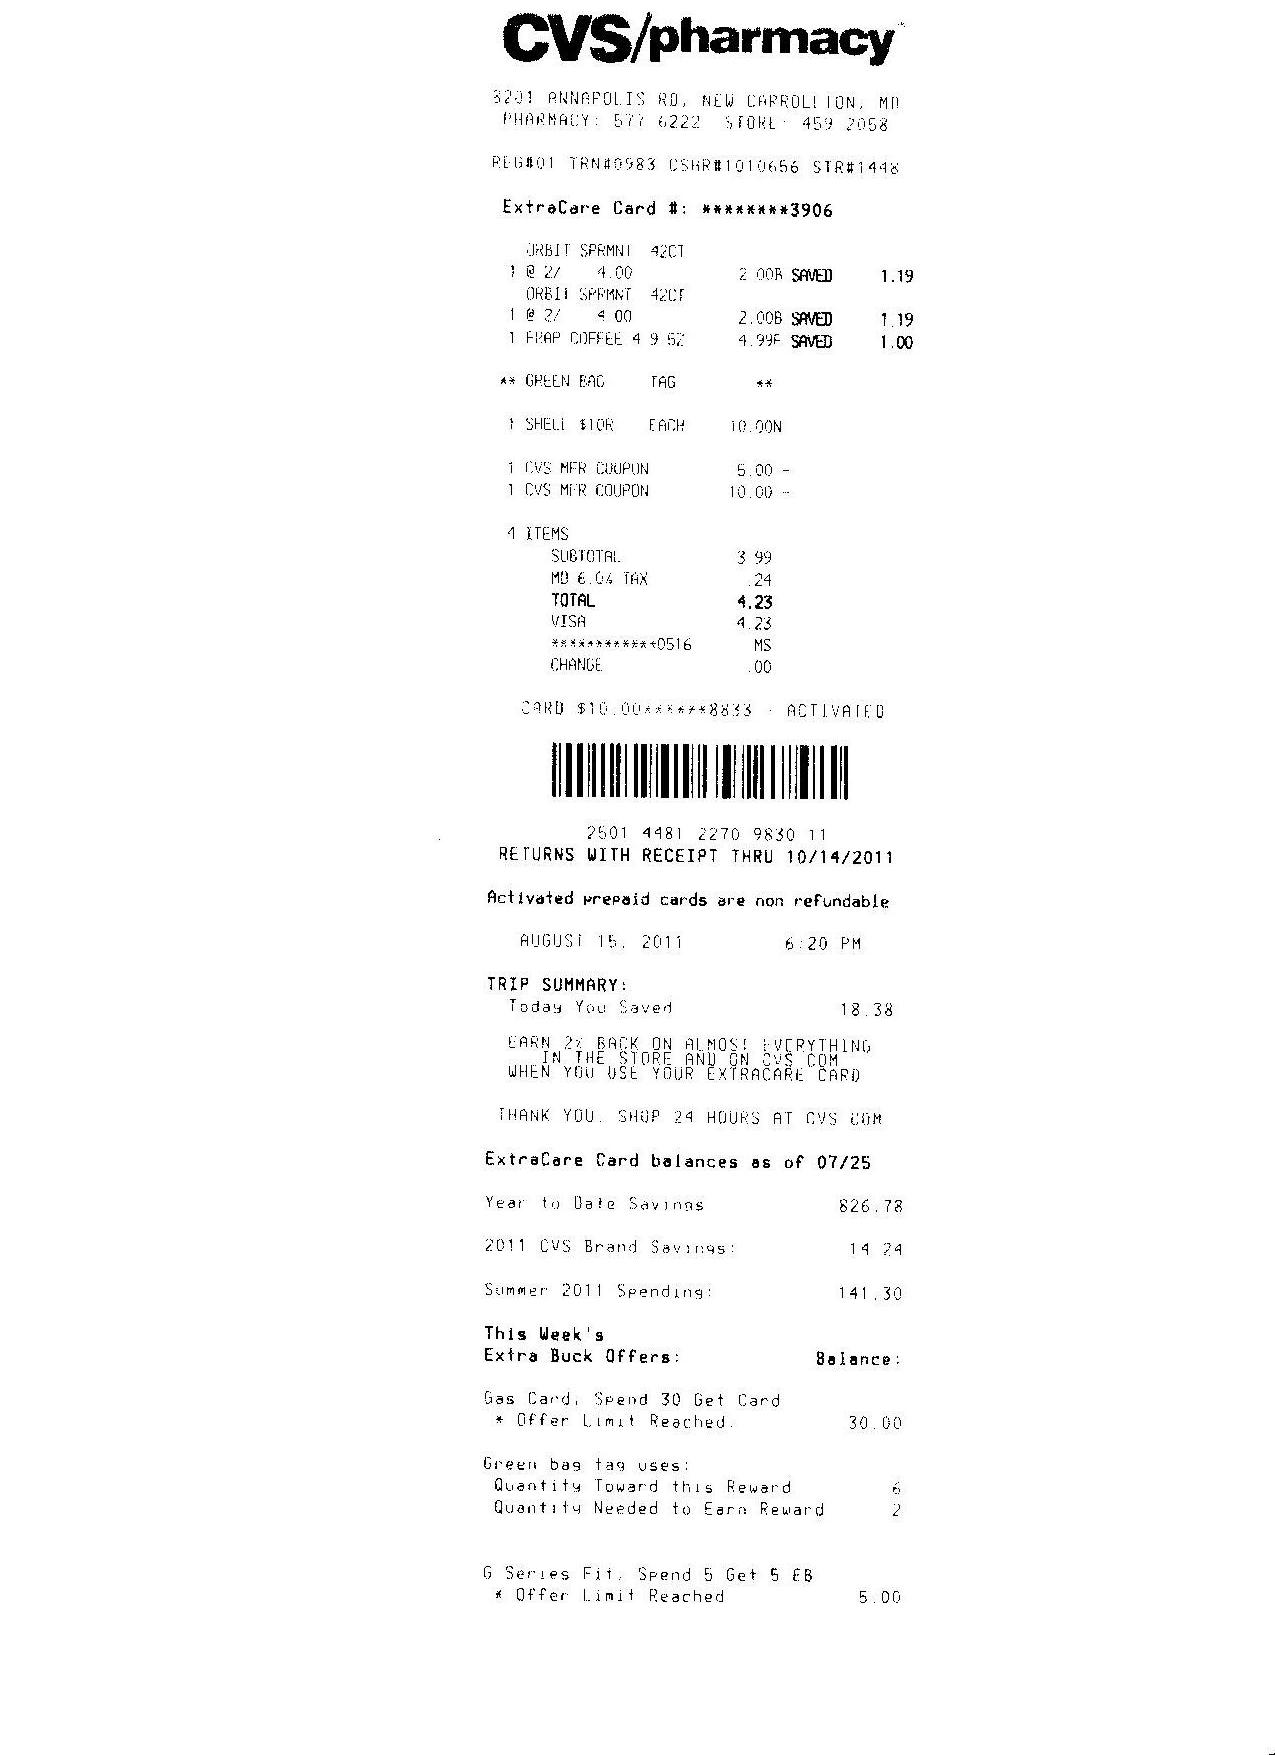 CVS/pharmacy
8201 ANNAPOLIS RD, NEW CARROLLTON, MD
PHARMACY: 577 6222 STORE: 459 2058
REG#01 TRN#0983 CSHR#1010656 STR#1448
ExtraCare Card #: ********3906
ORBIT SPRMNT 42CT
1 @ 2/ 4.00 2.00B SAVED 1.19
ORBIT SPRMNT 42CT
1 @ 2/ 4.00 2.00B SAVED 1.19
1 FRAP COFFEE 4 9.5Z 4.99F SAVED 1.00
** GREEN BAG TAG **
1 SHELL $10R EACH 10.00N
1 CVS MFR COUPON 5.00 -
1 CVS MFR COUPON 10.00 -
4 ITEMS
SUBTOTAL 3.99
MD 6.0% TAX .24
TOTAL 4.23
VISA 4.23
************0516 MS
CHANGE .00
CARD $10.00******8833 - ACTIVATED
2501 4481 2270 9830 11
RETURNS WITH RECEIPT THRU 10/14/2011
Activated prepaid cards are non refundable
AUGUST 15, 2011 6:20 PM
TRIP SUMMARY:
Today You Saved 18.38
EARN 2% BACK ON ALMOST EVERYTHING
IN THE STORE AND ON CVS.COM
WHEN YOU USE YOUR EXTRACARE CARD
THANK YOU. SHOP 24 HOURS AT CVS.COM
ExtraCare Card balances as of 07/25
Year to Date Savings 826.78
2011 CVS Brand Savings: 14.24
Summer 2011 Spending: 141.30
This Week's
Extra Buck Offers: Balance:
Gas Card, Spend 30 Get Card
* Offer Limit Reached. 30.00
Green bag tag uses:
Quantity Toward this Reward 6
Quantity Needed to Earn Reward 2
G Series Fit, Spend 5 Get 5 EB
* Offer Limit Reached 5.00